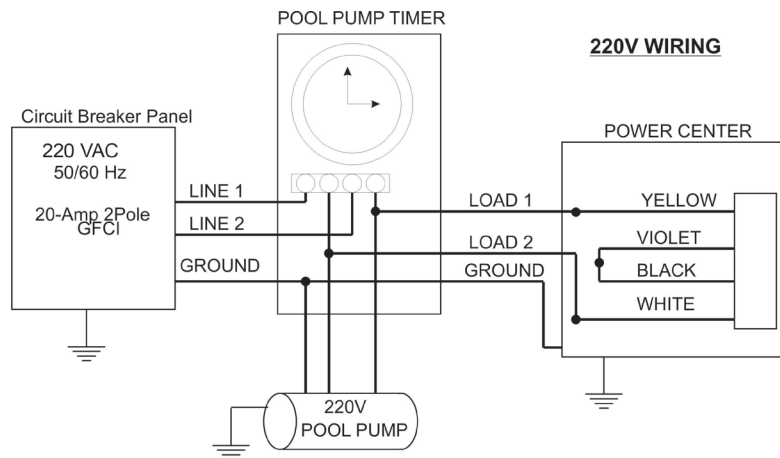 POOL PUMP TIMER
220V WIRING
Circuit Breaker Panel
220 VAC
50/60 Hz
20-Amp 2Pole
GFCI
LINE 1
LINE 2
GROUND
LOAD 1
LOAD 2
GROUND
POWER CENTER
YELLOW
VIOLET
BLACK
WHITE
220V
POOL PUMP